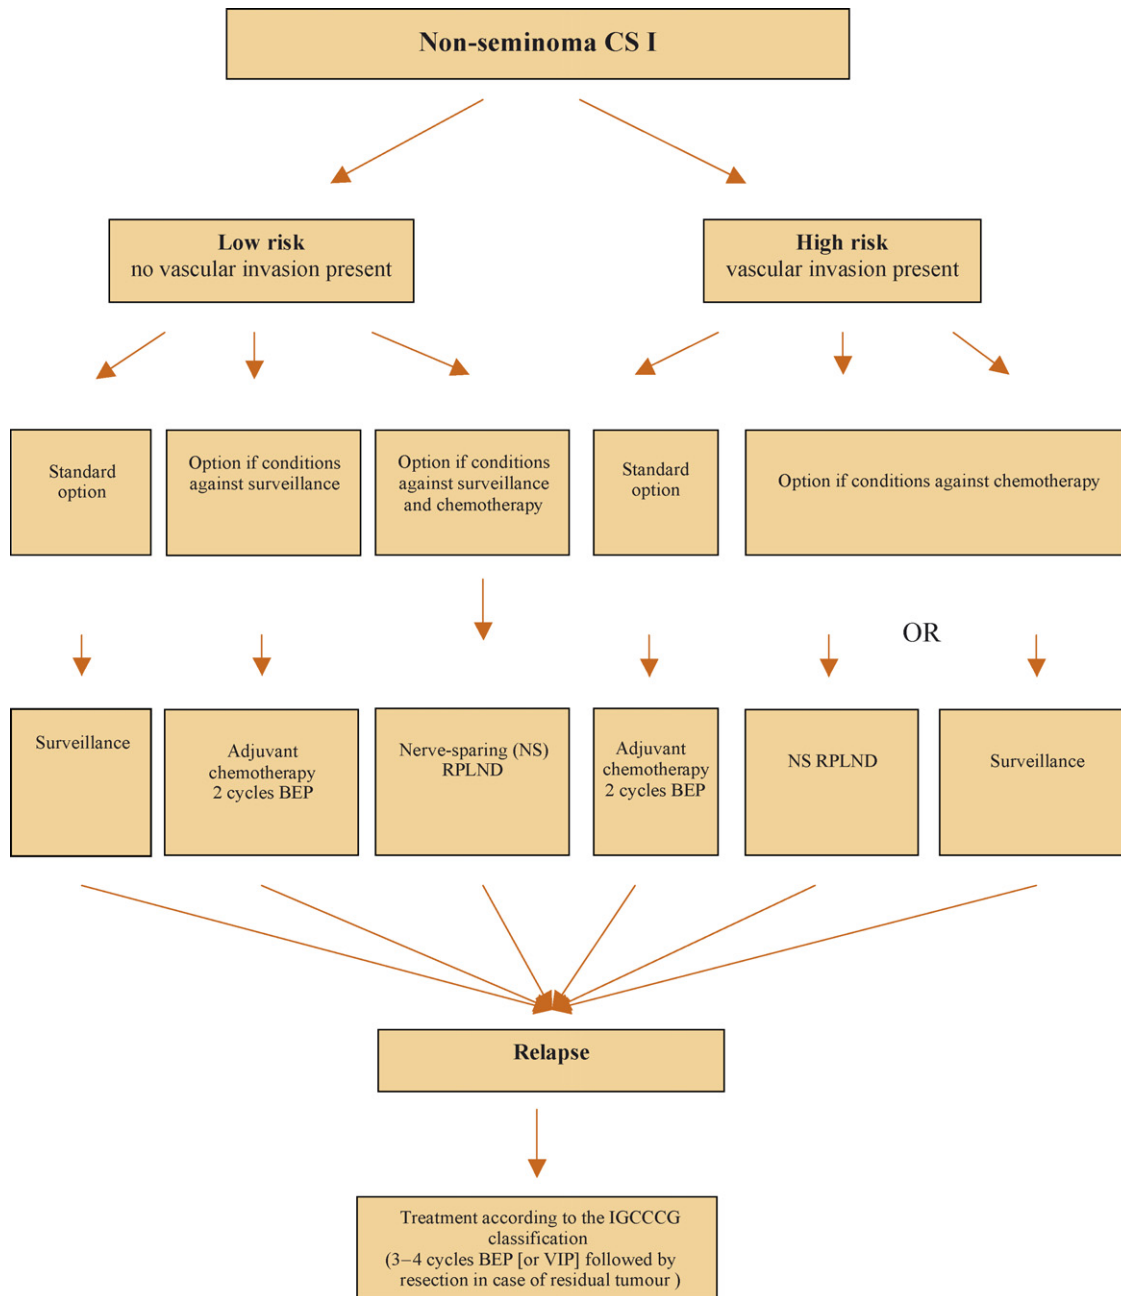 Non-seminoma CS I
Low risk
no vascular invasion present
High risk
vascular invasion present
Standard
option
Option if conditions
against surveillance
Option if conditions
against surveillance
and chemotherapy
Standard
option
Option if conditions against chemotherapy
OR
Surveillance
Adjuvant
chemotherapy
2 cycles BEP
Nerve-sparing (NS)
RPLND
Adjuvant
chemotherapy
2 cycles BEP
NS RPLND
Surveillance
Relapse
Treatment according to the IGCCCG
classification
(3–4 cycles BEP [or VIP] followed by
resection in case of residual tumour )